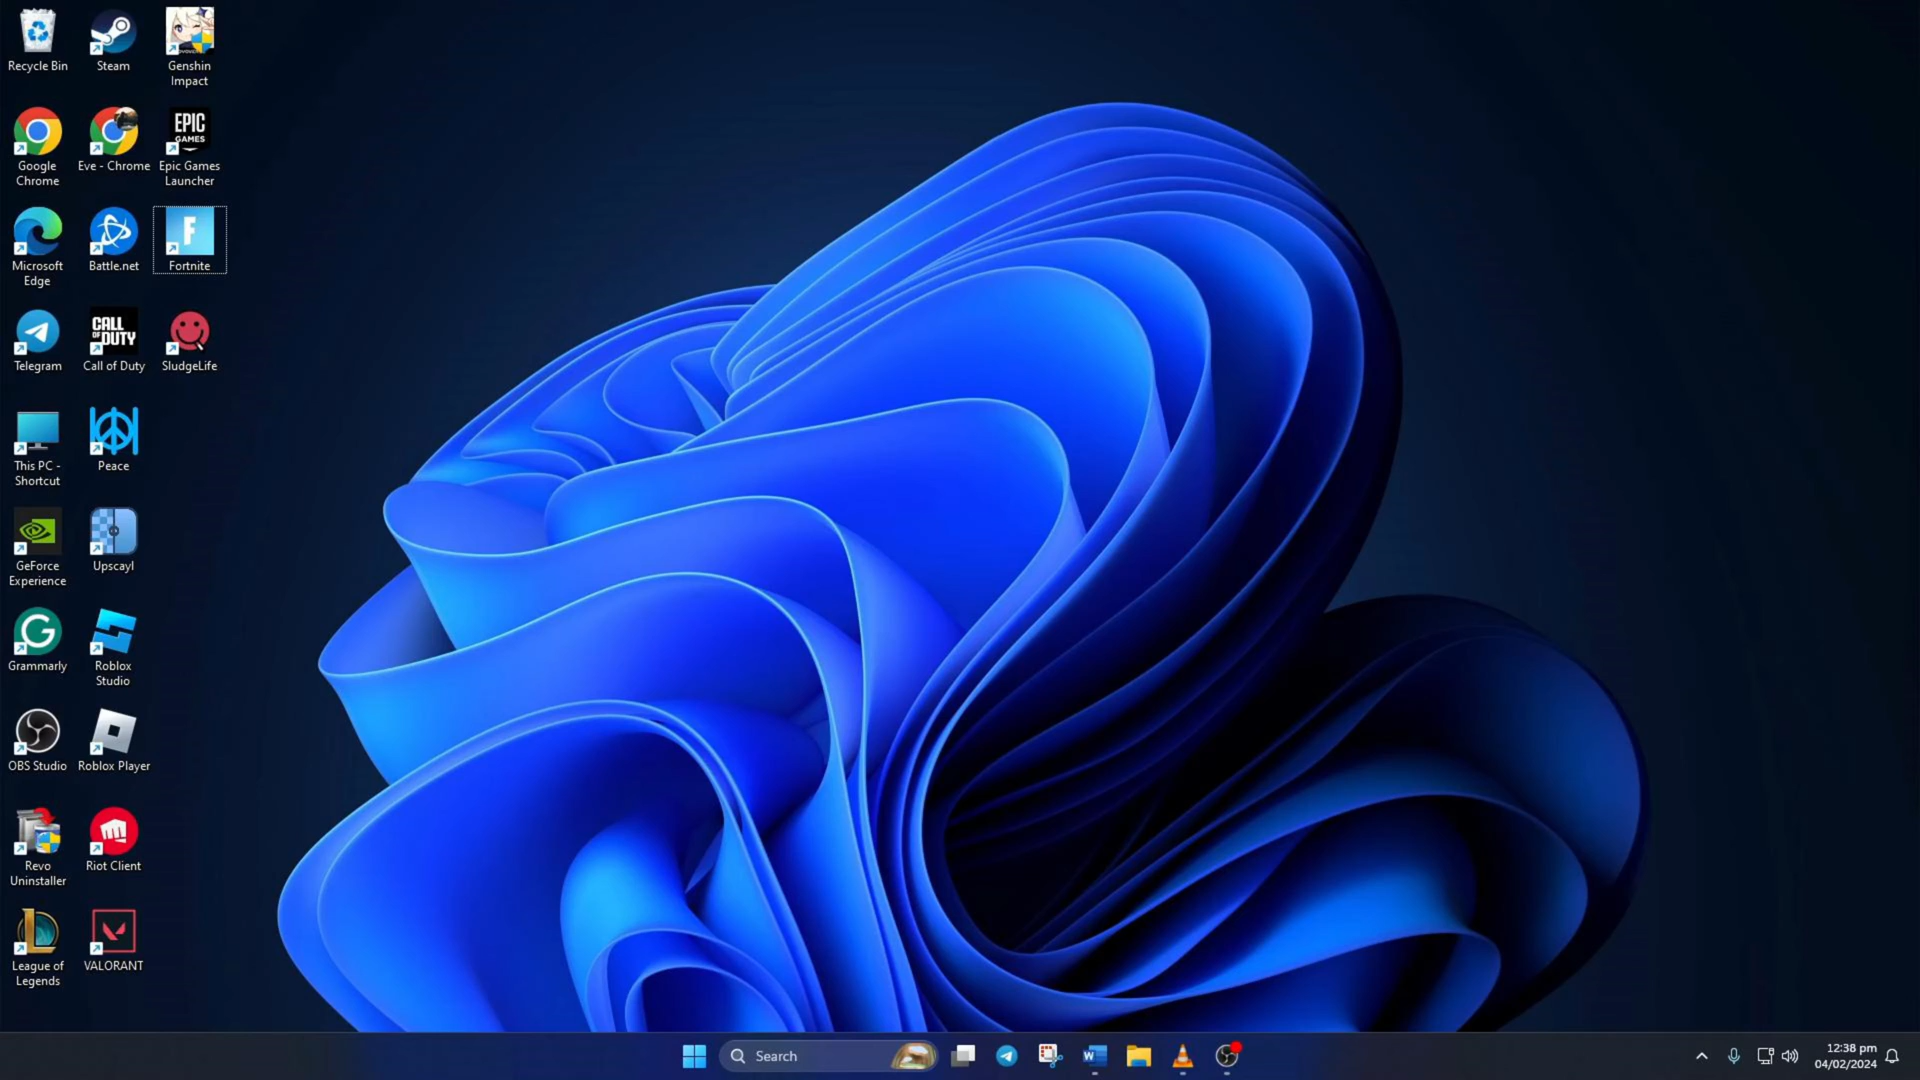 Recycle Bin
Steam
Genshin
Impact
Google
Chrome
Eve - Chrome
EPIC
GAMES
Epic Games
Launcher
Microsoft
Edge
Battle.net
F
Fortnite
Telegram
CALL
OF DUTY
Call of Duty
SludgeLife
This PC -
Shortcut
Peace
GeForce
Experience
Upscayl
G
Grammarly
Roblox
Studio
OBS Studio
Roblox Player
Revo
Uninstaller
Riot Client
L
League of
Legends
VALORANT
Search
W
12:38 pm
04/02/2024